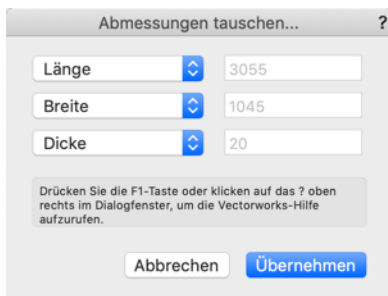 Abmessungen tauschen... ?
Länge 3055
Breite 1045
Dicke 20
Drücken Sie die F1-Taste oder klicken auf das ? oben
rechts im Dialogfenster, um die Vectorworks-Hilfe
aufzurufen.
Abbrechen Übernehmen